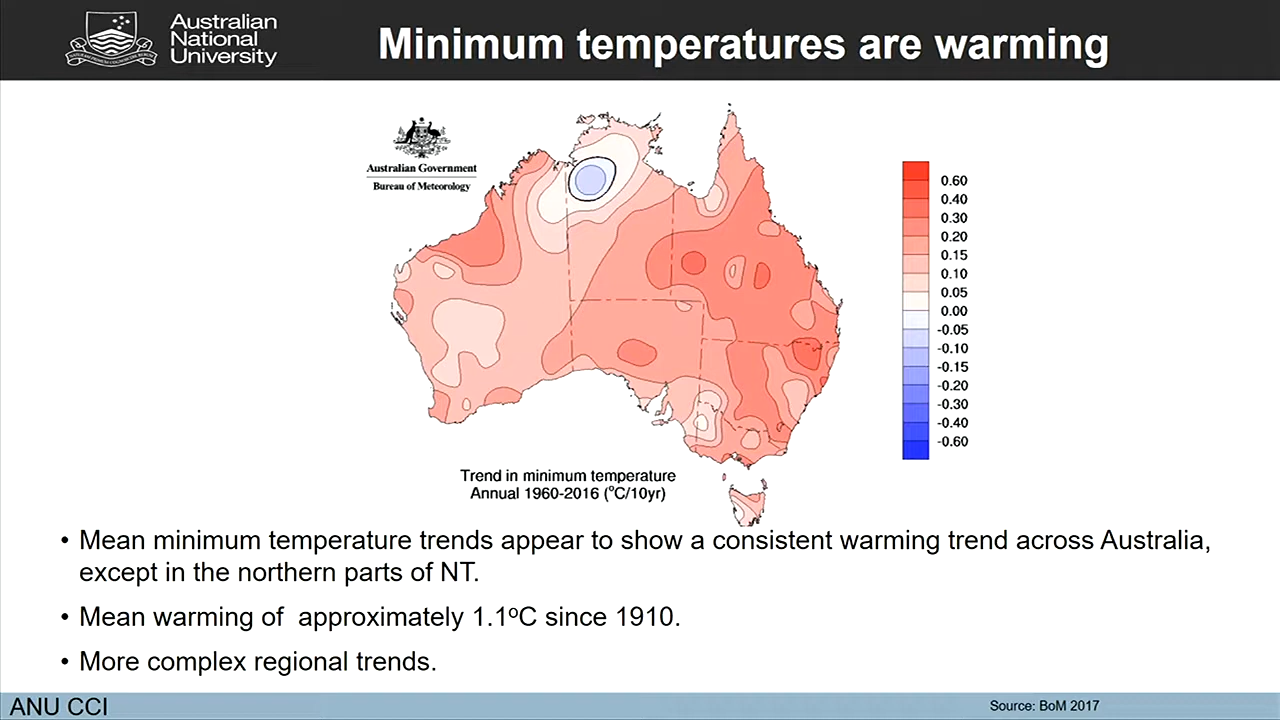 Australian
National
University
Minimum temperatures are warming
Australian Government
Bureau of Meteorology
0.60
0.40
0.30
0.20
0.15
0.10
0.05
0.00
-0.05
-0.10
-0.15
-0.20
-0.30
-0.40
-0.60
Trend in minimum temperature
Annual 1960-2016 (°C/10yr)
• Mean minimum temperature trends appear to show a consistent warming trend across Australia,
except in the northern parts of NT.
• Mean warming of approximately 1.1°C since 1910.
• More complex regional trends.
ANU CCI
Source: BoM 2017